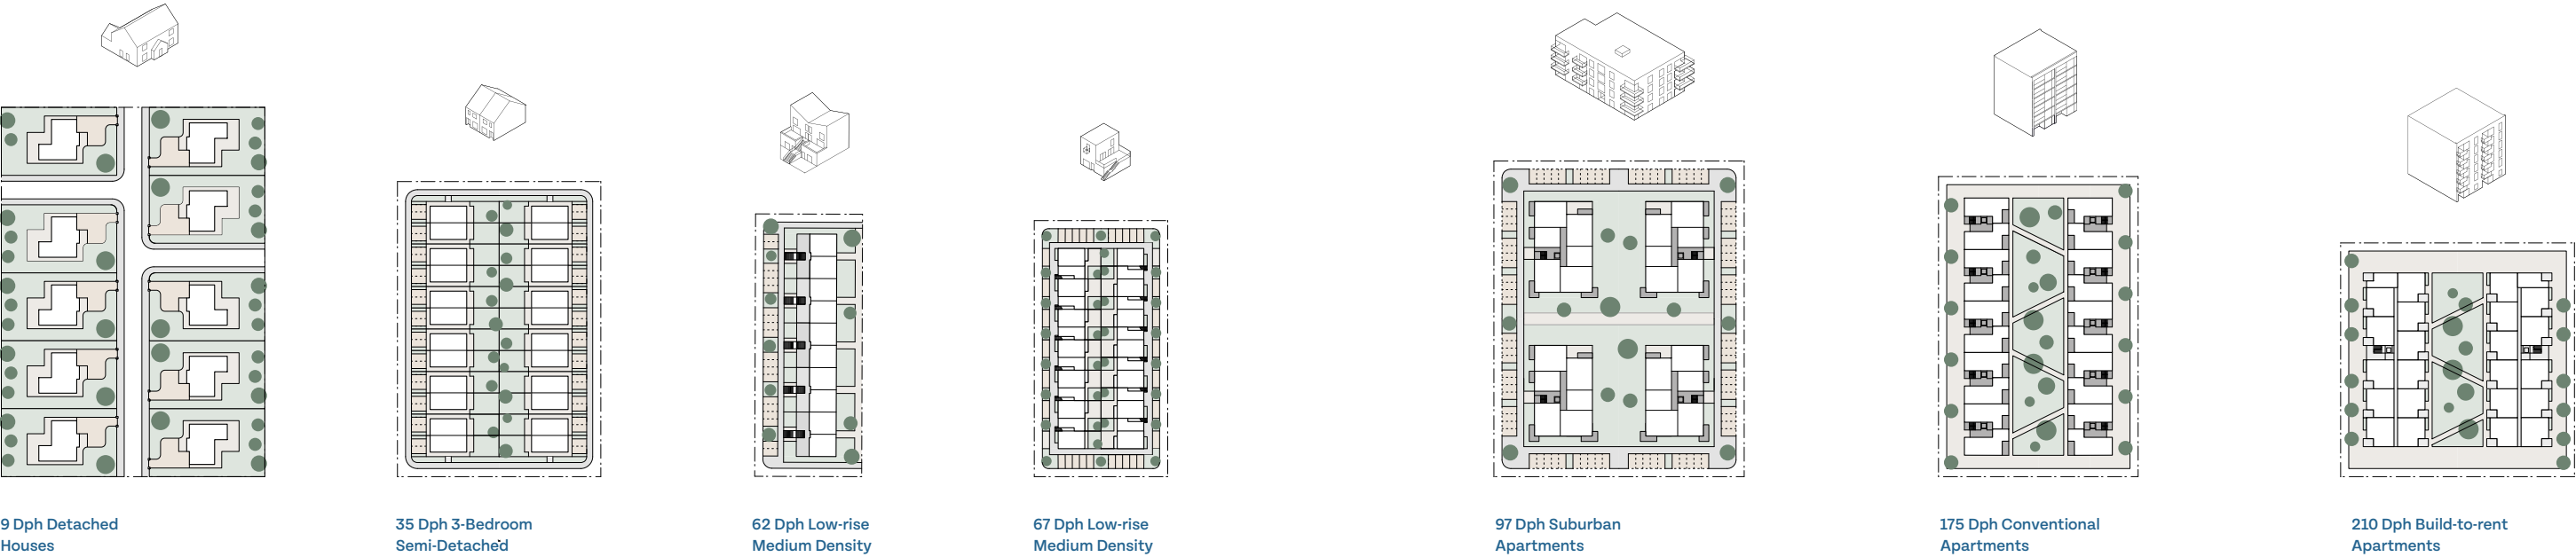 9 Dph Detached
Houses
35 Dph 3-Bedroom
Semi-Detached
62 Dph Low-rise
Medium Density
67 Dph Low-rise
Medium Density
97 Dph Suburban
Apartments
175 Dph Conventional
Apartments
210 Dph Build-to-rent
Apartments